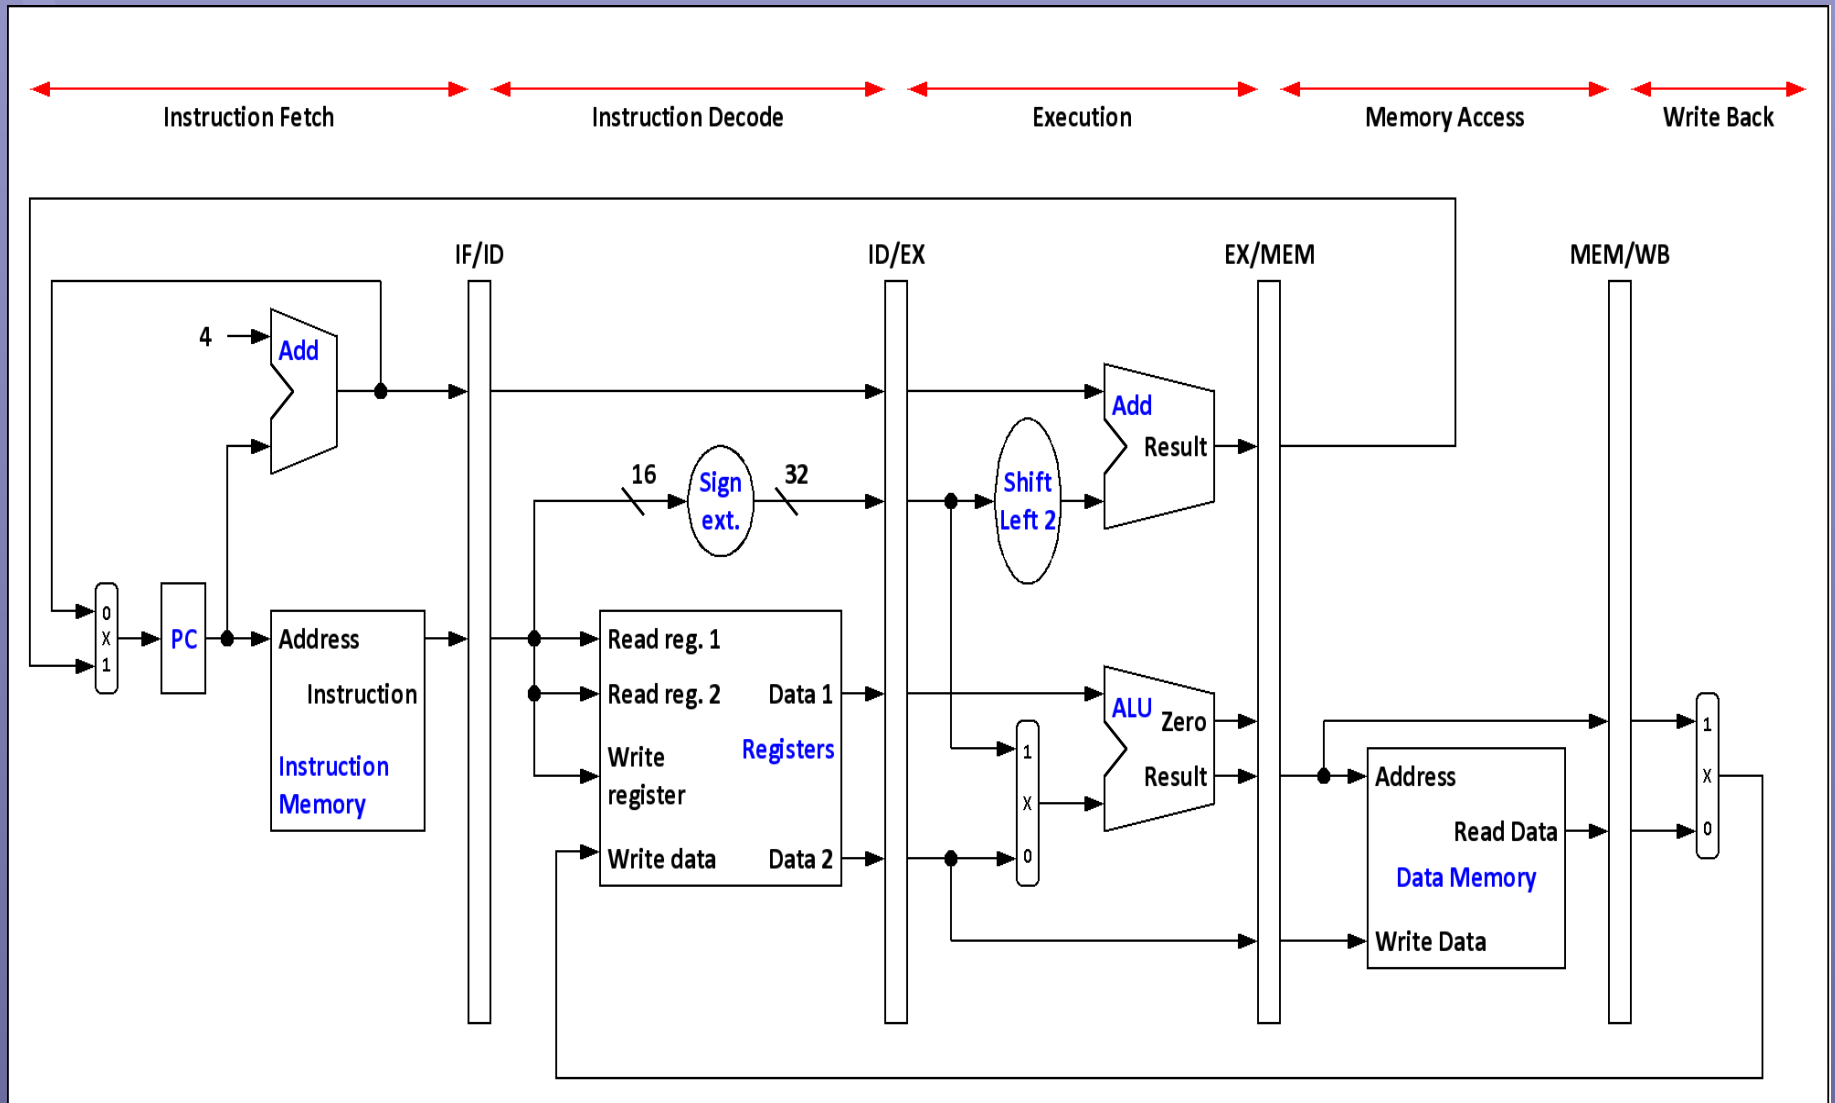 Instruction Fetch
Instruction Decode
Execution
Memory Access
Write Back
IF/ID
ID/EX
EX/MEM
MEM/WB
4
Add
Add
Result
16
Sign
ext.
32
Shift
Left 2
0
X
1
PC
Address
Instruction
Instruction
Memory
Read reg. 1
Read reg. 2
Data 1
Registers
Write
register
Write data
Data 2
1
X
0
ALU
Zero
Result
Address
Read Data
Data Memory
Write Data
1
X
0